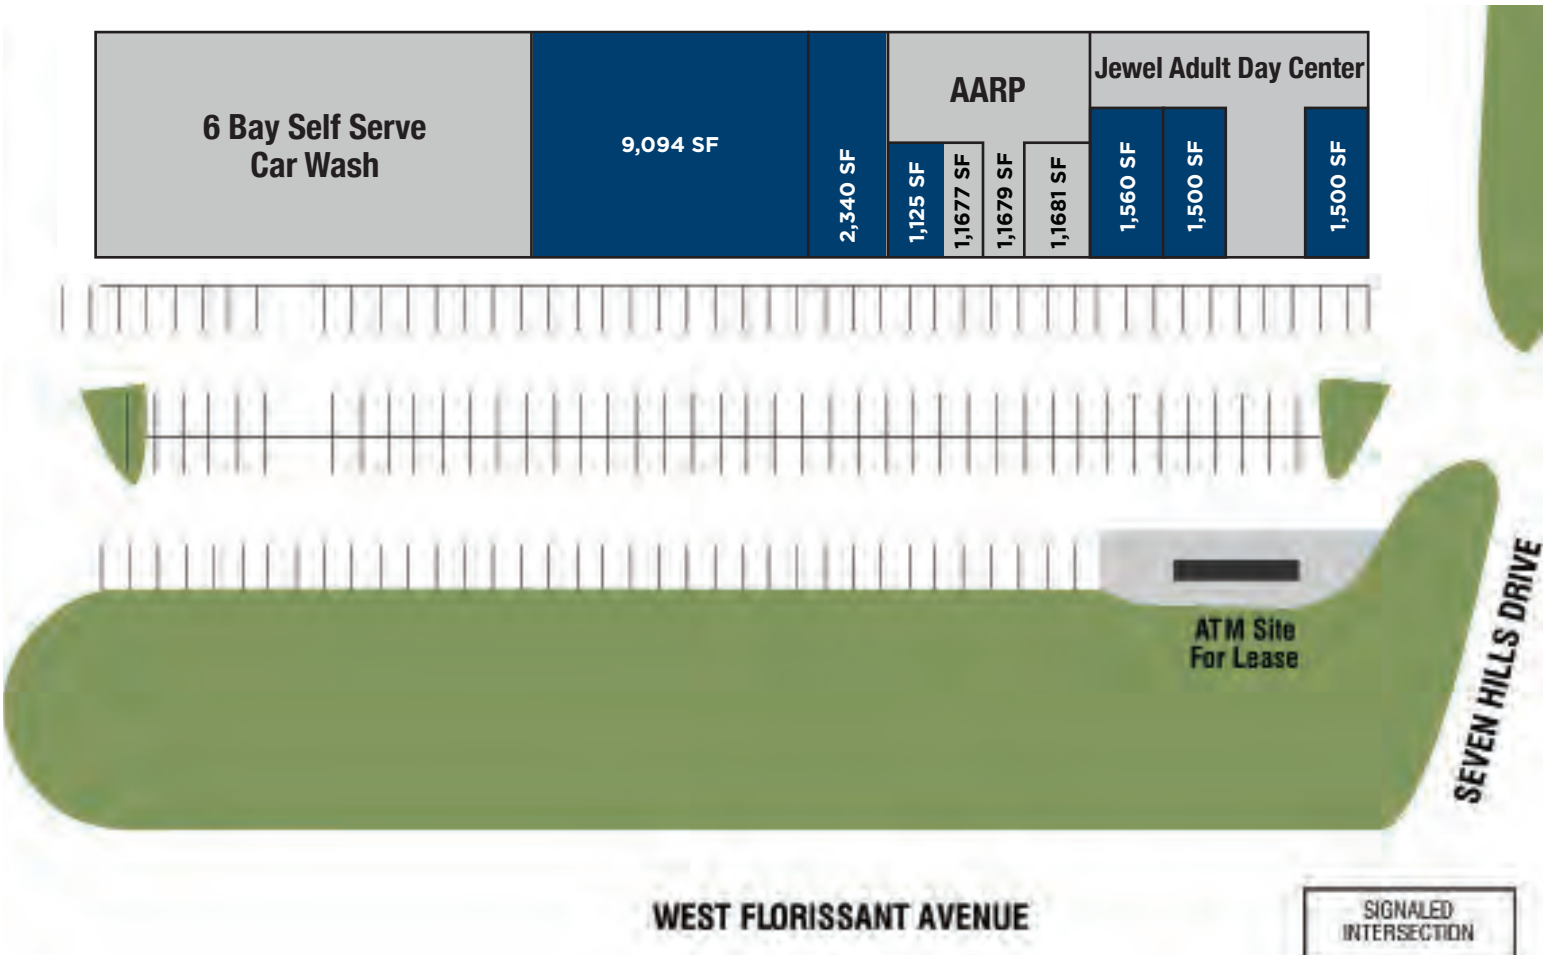 6 Bay Self Serve
Car Wash
9,094 SF
2,340 SF
AARP
1,125 SF
1,1677 SF
1,1679 SF
1,1681 SF
Jewel Adult Day Center
1,560 SF
1,500 SF
1,500 SF
ATM Site
For Lease
SEVEN HILLS DRIVE
WEST FLORISSANT AVENUE
SIGNALED
INTERSECTION